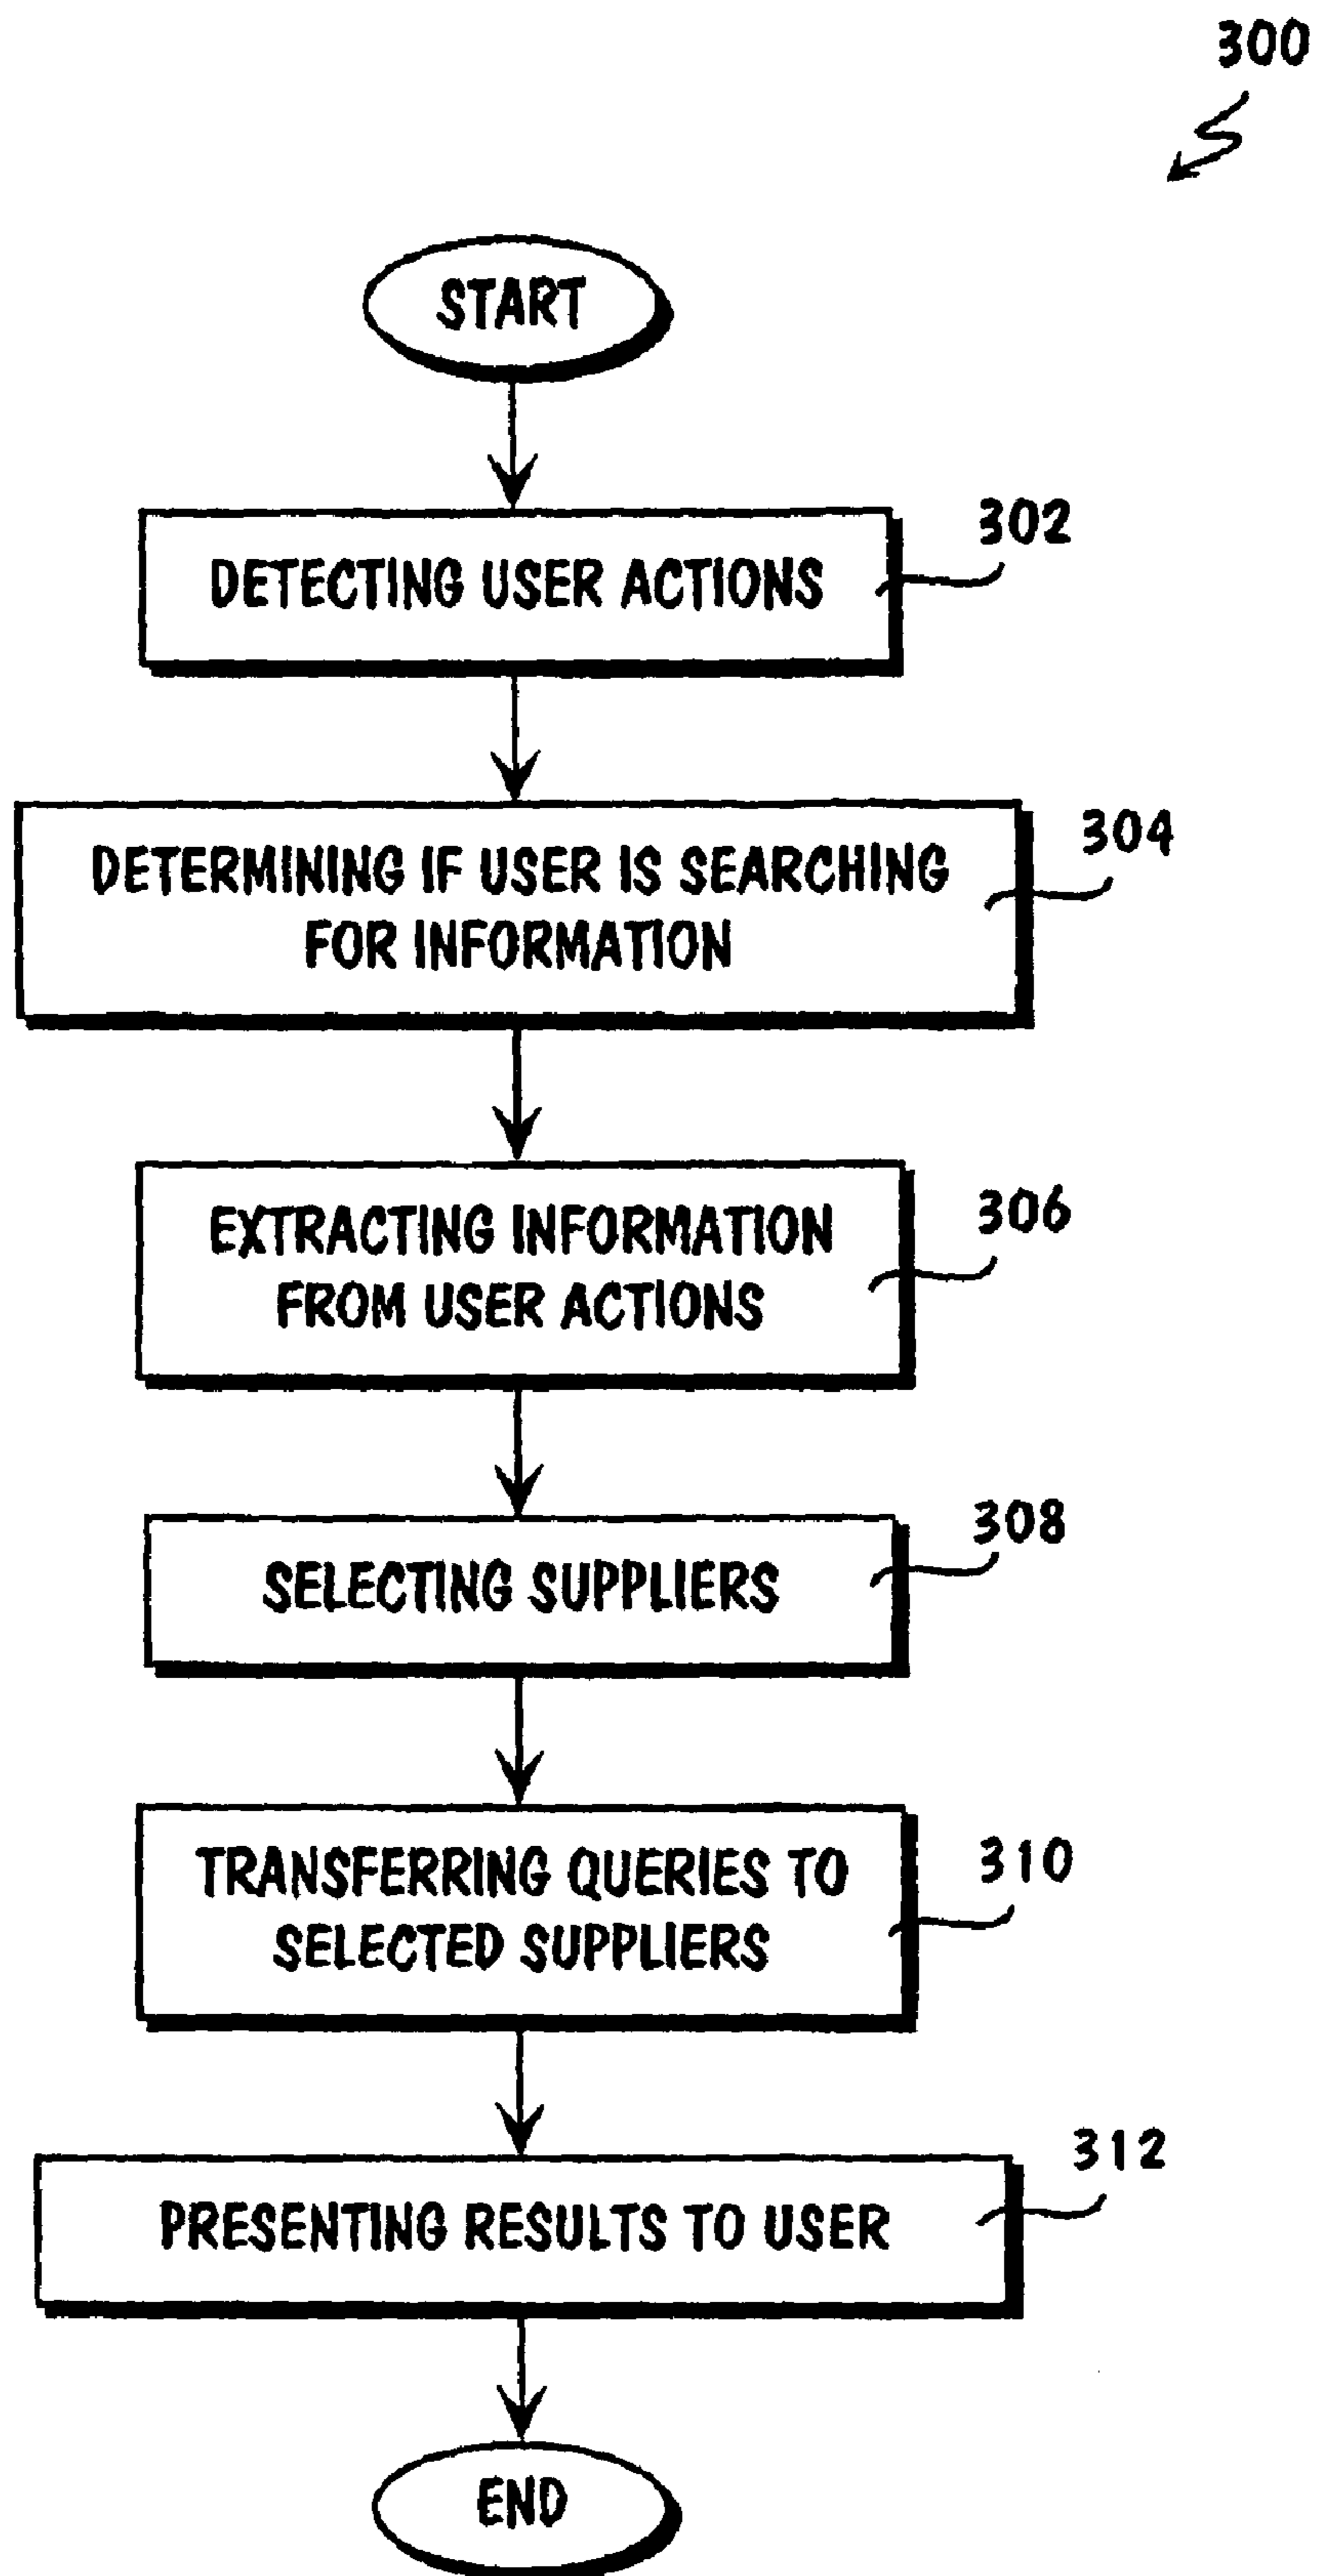 300
START
DETECTING USER ACTIONS
302
DETERMINING IF USER IS SEARCHING
FOR INFORMATION
304
EXTRACTING INFORMATION
FROM USER ACTIONS
306
SELECTING SUPPLIERS
308
TRANSFERRING QUERIES TO
SELECTED SUPPLIERS
310
PRESENTING RESULTS TO USER
312
END